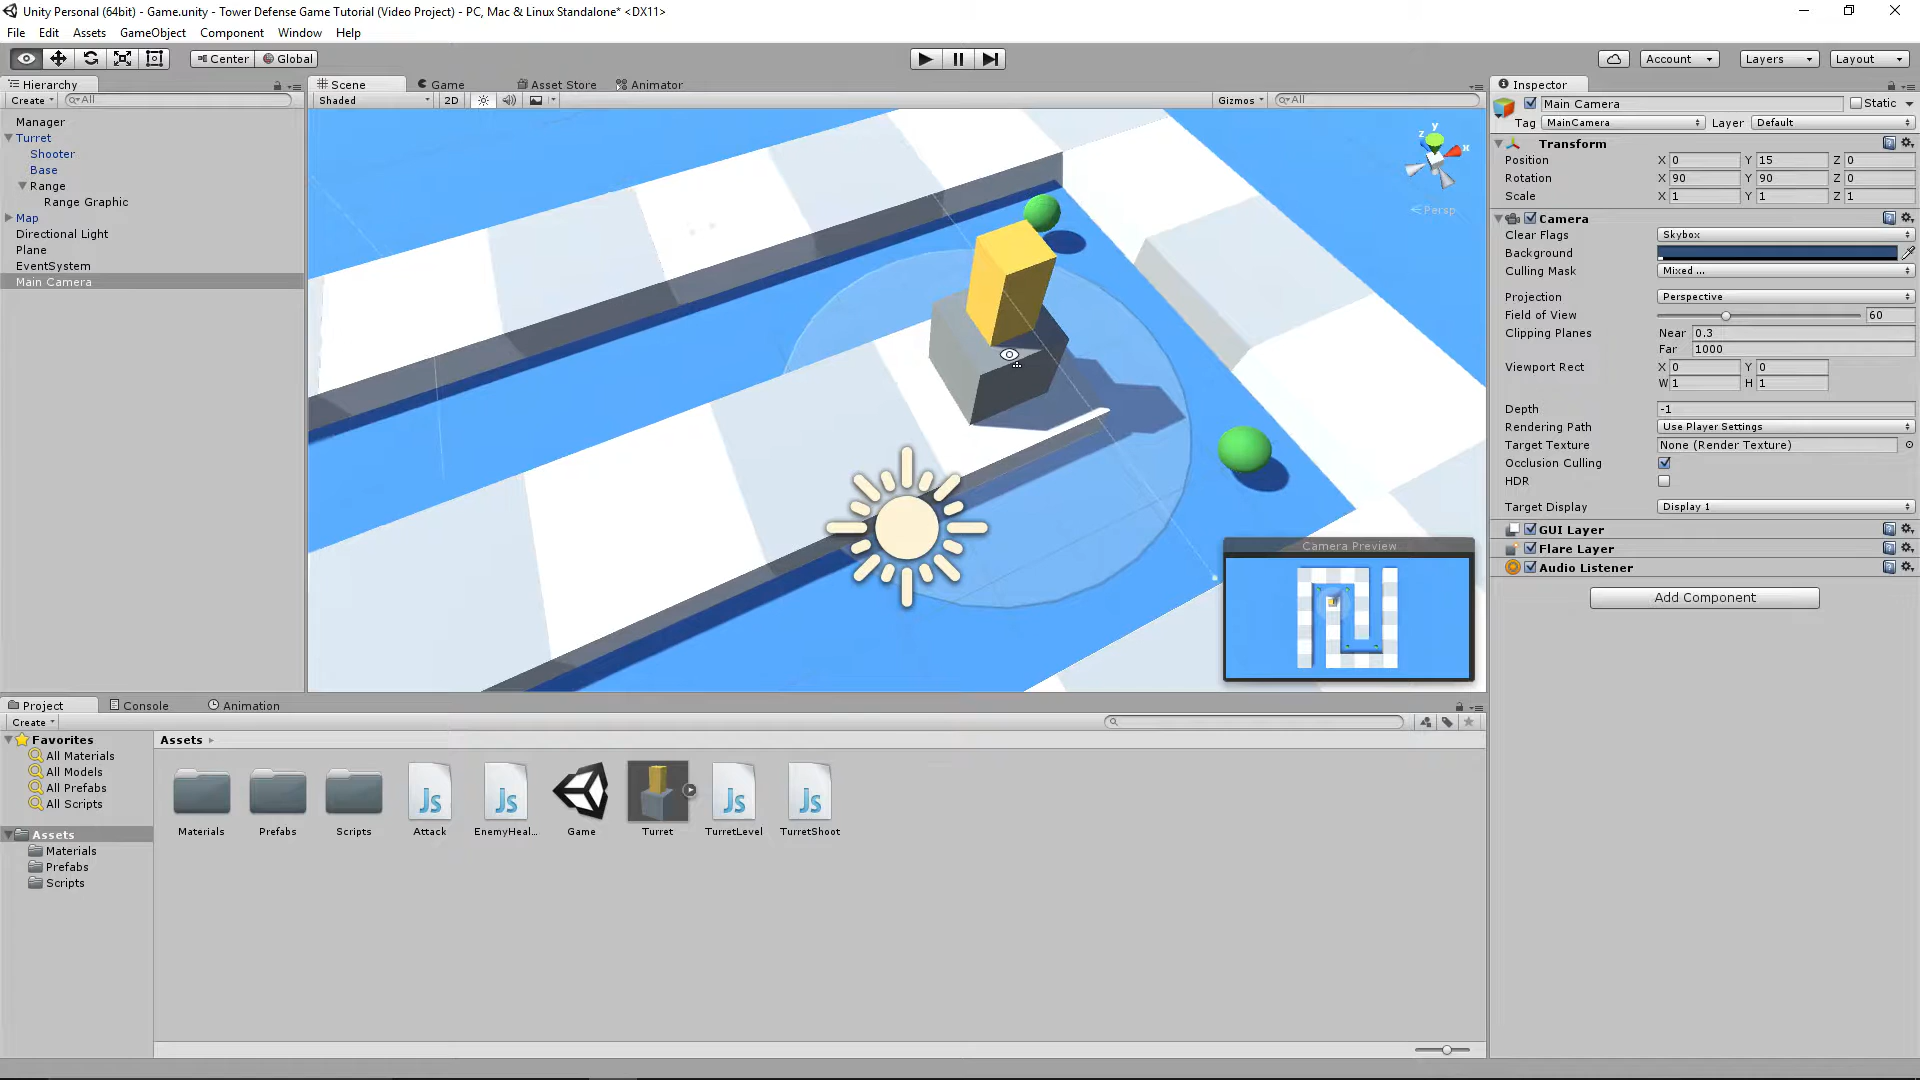 Unity Personal (64bit) - Game.unity - Tower Defense Game Tutorial (Video Project) - PC, Mac & Linux Standalone* <DX11>
File Edit Assets GameObject Component Window Help
Center Global Account Layers Layout
Hierarchy
Create All
Manager
Turret
Shooter
Base
Range
Range Graphic
Map
Directional Light
Plane
EventSystem
Main Camera
Scene Game Asset Store Animator
Shaded 2D Gizmos All
y
z
x
Persp
Camera Preview
Inspector
Main Camera Static
Tag MainCamera Layer Default
Transform
Position X 0 Y 15 Z 0
Rotation X 90 Y 90 Z 0
Scale X 1 Y 1 Z 1
Camera
Clear Flags Skybox
Background
Culling Mask Mixed ...
Projection Perspective
Field of View 60
Clipping Planes Near 0.3
Far 1000
Viewport Rect X 0 Y 0
W 1 H 1
Depth -1
Rendering Path Use Player Settings
Target Texture None (Render Texture)
Occlusion Culling
HDR
Target Display Display 1
GUI Layer
Flare Layer
Audio Listener
Add Component
Project Console Animation
Create
Favorites
All Materials
All Models
All Prefabs
All Scripts
Assets
Materials
Prefabs
Scripts
Assets
Materials
Prefabs
Scripts
Js
Attack
Js
EnemyHeal...
Game
Turret
Js
TurretLevel
Js
TurretShoot